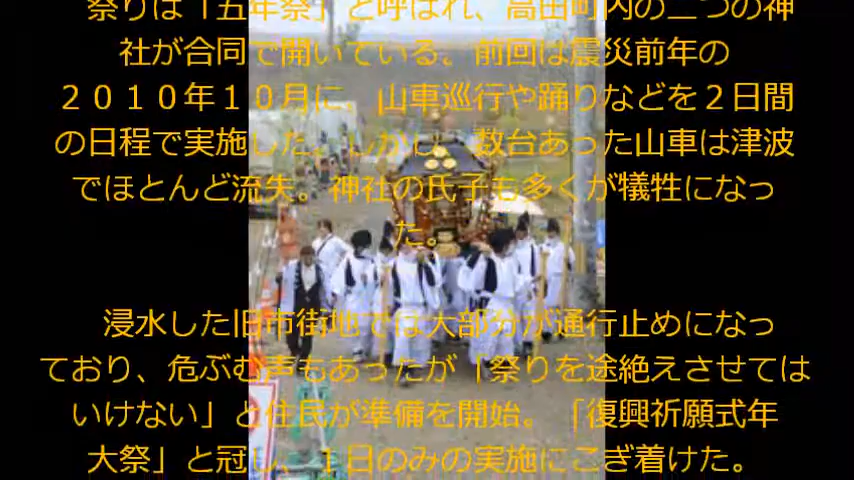 祭りは「五年祭」と呼ばれ、高田町内の二つの神
社が合同で開いている。前回は震災前年の
２０１０年１０月に、山車巡行や踊りなどを２日間
の日程で実施した。しかし、数台あった山車は津波
でほとんど流失。神社の氏子も多くが犠牲になっ
た。
浸水した旧市街地では大部分が通行止めになっ
ており、危ぶむ声もあったが「祭りを途絶えさせては
いけない」と住民が準備を開始。「復興祈願式年
大祭」と冠し、１日のみの実施にこぎ着けた。